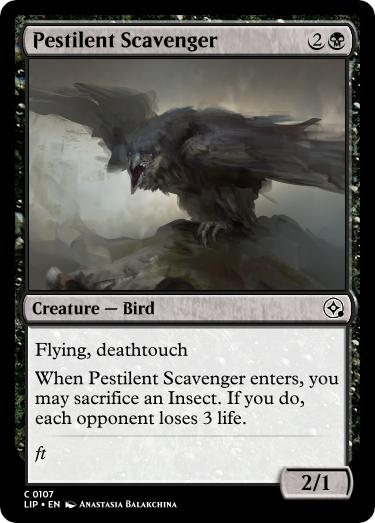 Pestilent Scavenger 2
Creature — Bird
Flying, deathtouch
When Pestilent Scavenger enters, you
may sacrifice an Insect. If you do,
each opponent loses 3 life.
ft
2/1
C 0107
LIP • EN Anastasia Balakchina